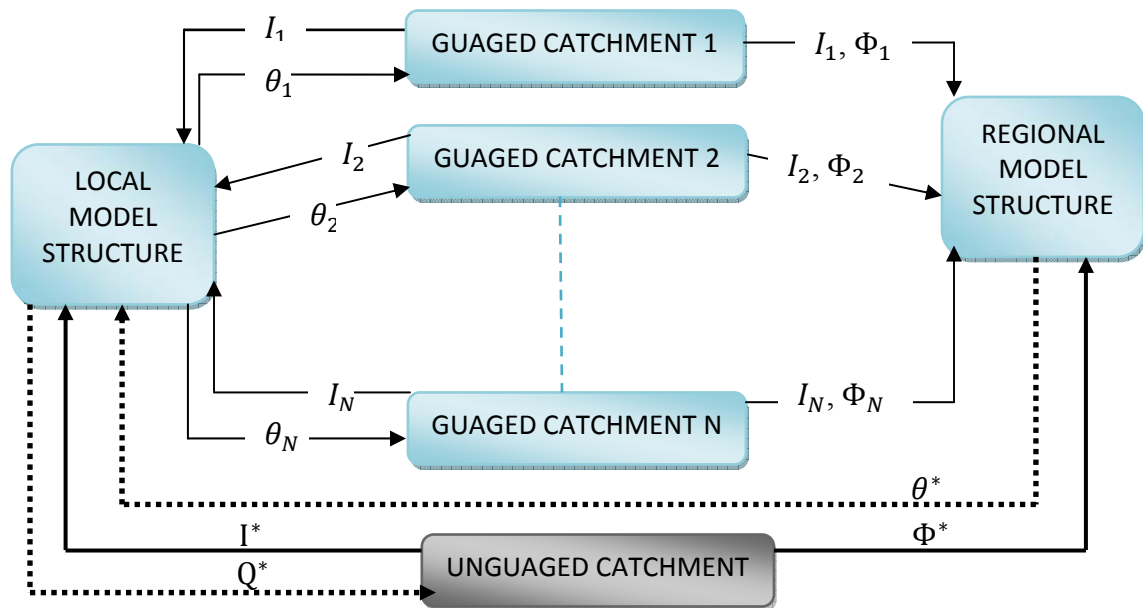 I₁
GUAGED CATCHMENT 1
I₁, Φ₁
θ₁
LOCAL
MODEL
STRUCTURE
I₂
GUAGED CATCHMENT 2
I₂, Φ₂
θ₂
REGIONAL
MODEL
STRUCTURE
I_N
GUAGED CATCHMENT N
I_N, Φ_N
θ_N
θ*
I*
Φ*
UNGUAGED CATCHMENT
Q*